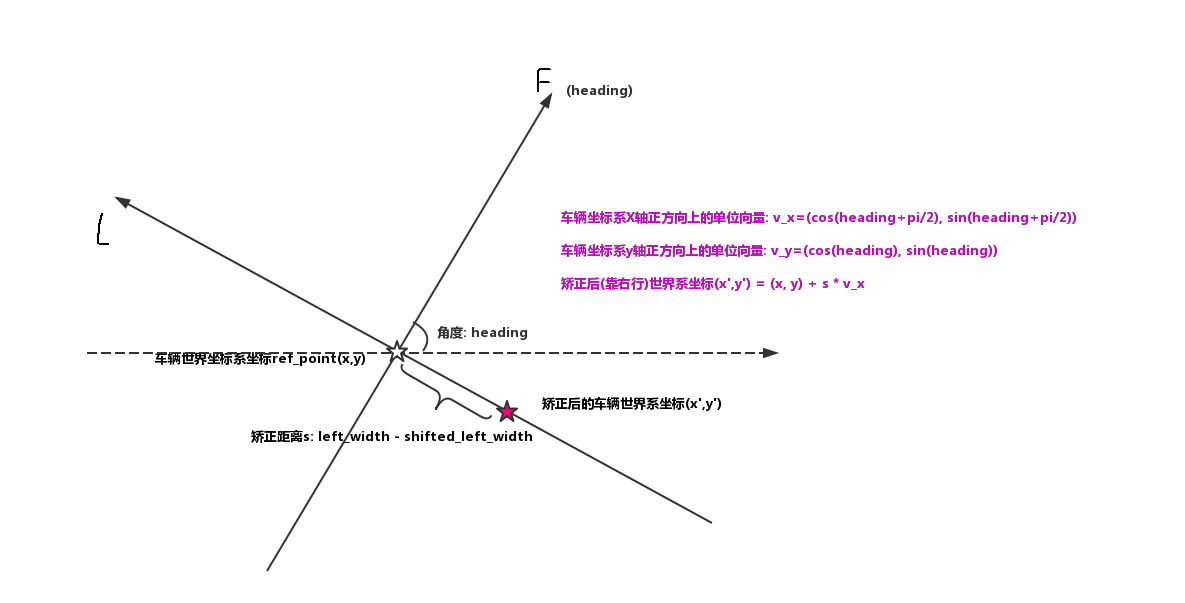 F
(heading)
L
车辆坐标系X轴正方向上的单位向量: v_x=(cos(heading+pi/2), sin(heading+pi/2))
车辆坐标系y轴正方向上的单位向量: v_y=(cos(heading), sin(heading))
矫正后(靠右行)世界系坐标(x',y') = (x, y) + s * v_x
角度: heading
车辆世界坐标系坐标ref_point(x,y)
矫正后的车辆世界系坐标(x',y')
矫正距离s: left_width - shifted_left_width